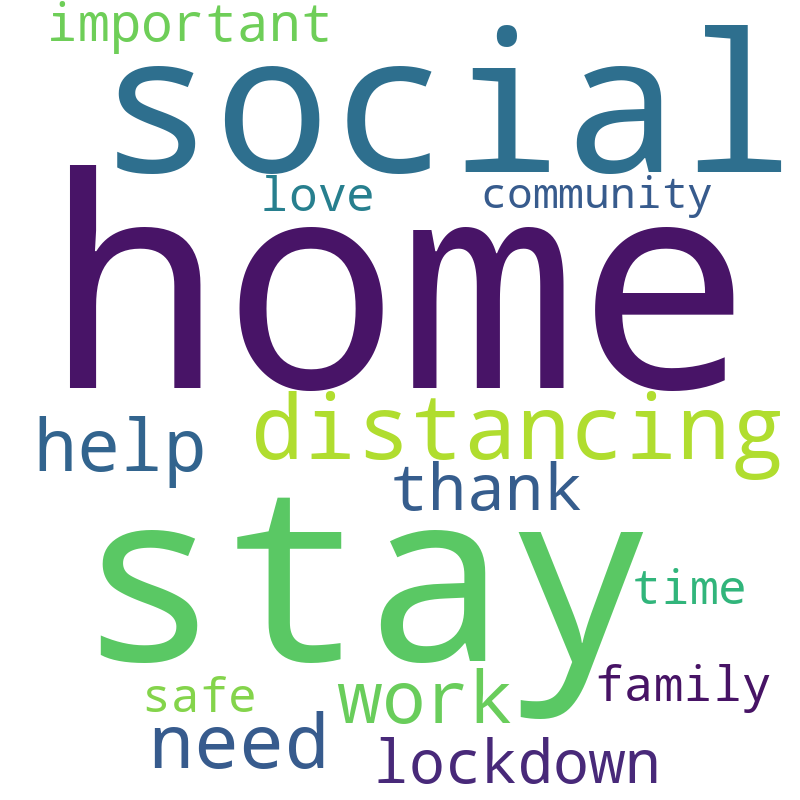 important
social
love
community
home
distancing
help
thank
stay
time
safe
work
family
need
lockdown